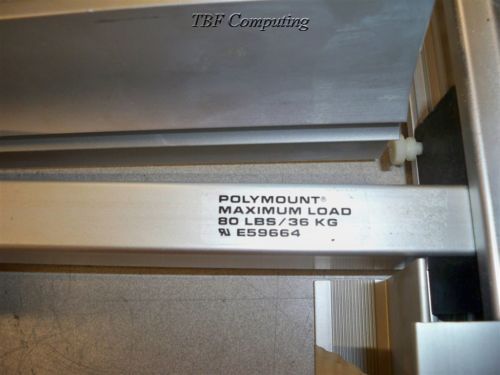 TBF Computing
POLYMOUNT®
MAXIMUM LOAD
80 LBS/36 KG
E59664